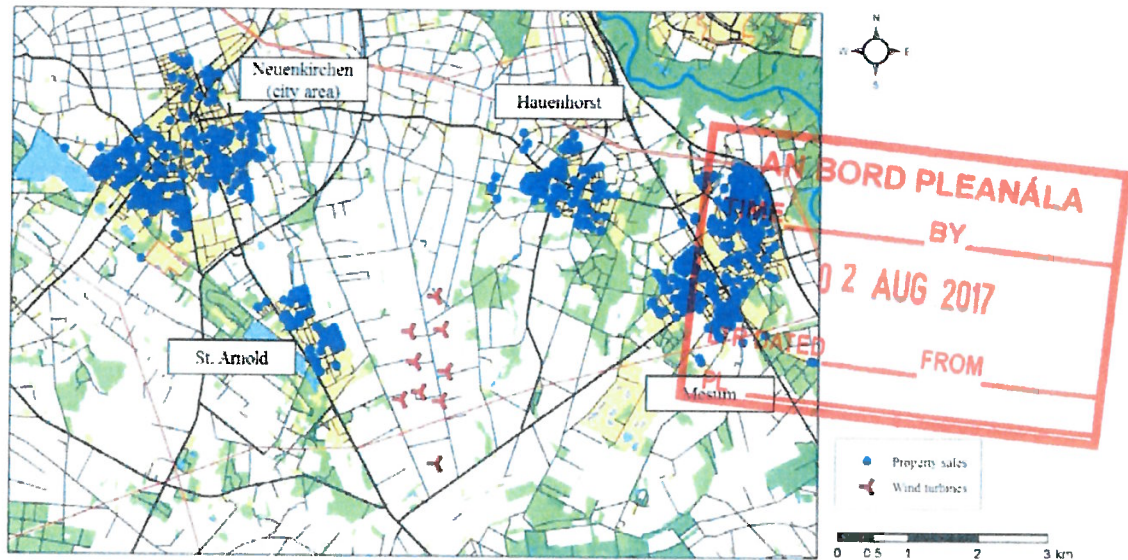 N
W E
S
Neuenkirchen
(city area)
Hauenhorst
St. Arnold
Mesum
AN BORD PLEANÁLA
TIME BY
0 2 AUG 2017
LTR DATED FROM
PL
Property sales
Wind turbines
0 0.5 1 2 3 km